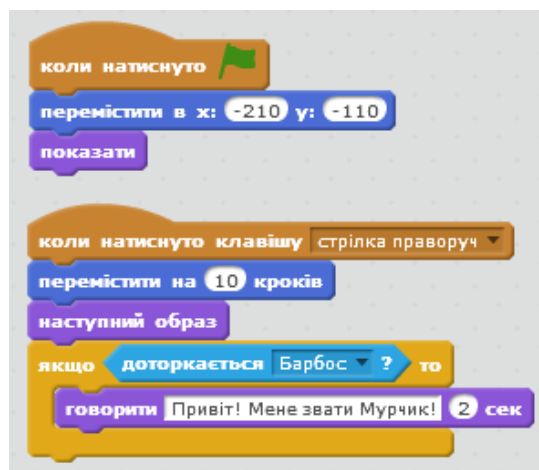 коли натиснуто
перемістити в x: -210 y: -110
показати
коли натиснуто клавішу стрілка праворуч
перемістити на 10 кроків
наступний образ
якщо доторкається Барбос ? то
говорити Привіт! Мене звати Мурчик! 2 сек